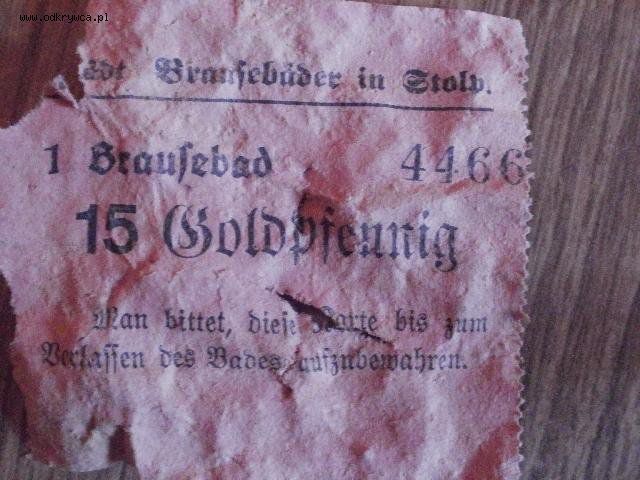 www.odkrywca.pl
ädt Brausebäder in Stolp.
1 Brausebad 4466
15 Goldpfennig
Man bittet, diese Karte bis zum
Verlassen des Bades aufzubewahren.